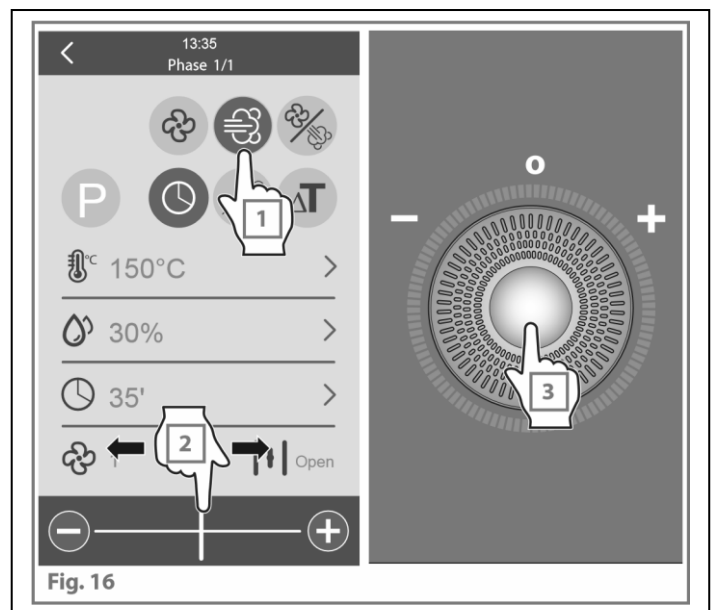 13:35
Phase 1/1
P
ΔT
1
°C 150°C
30%
35'
2
Open
Fig. 16
O
− +
3